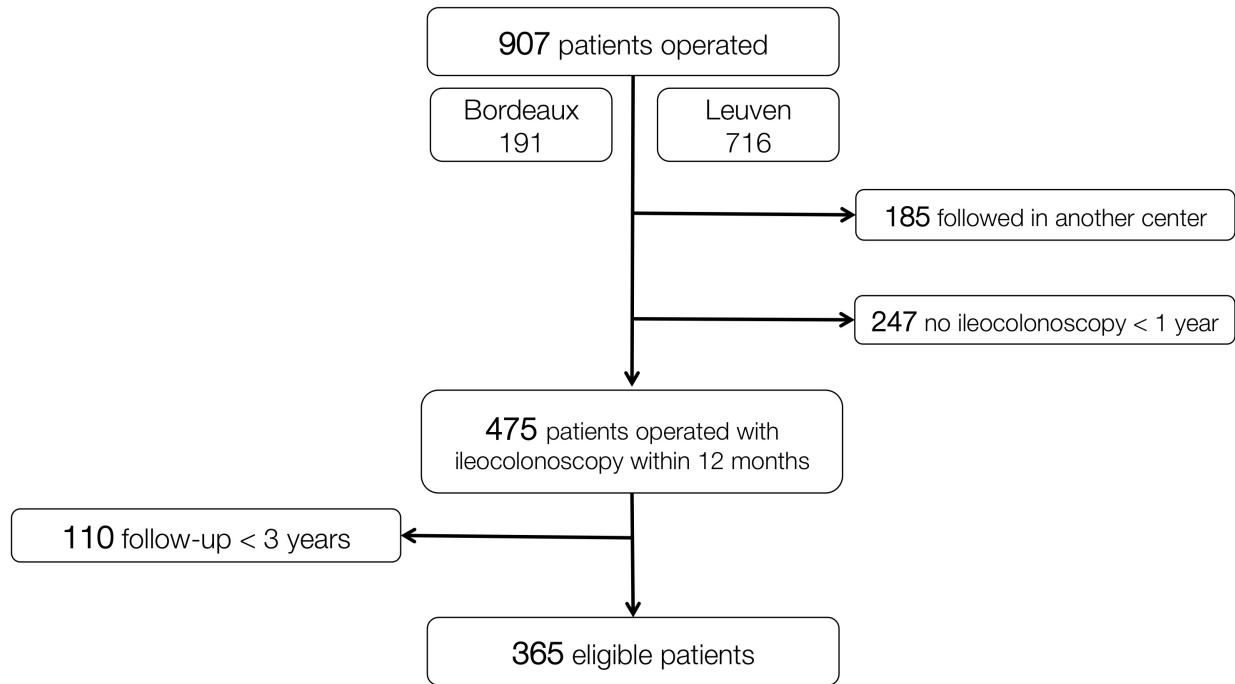 907 patients operated
Bordeaux
191
Leuven
716
185 followed in another center
247 no ileocolonoscopy < 1 year
475 patients operated with
ileocolonoscopy within 12 months
110 follow-up < 3 years
365 eligible patients